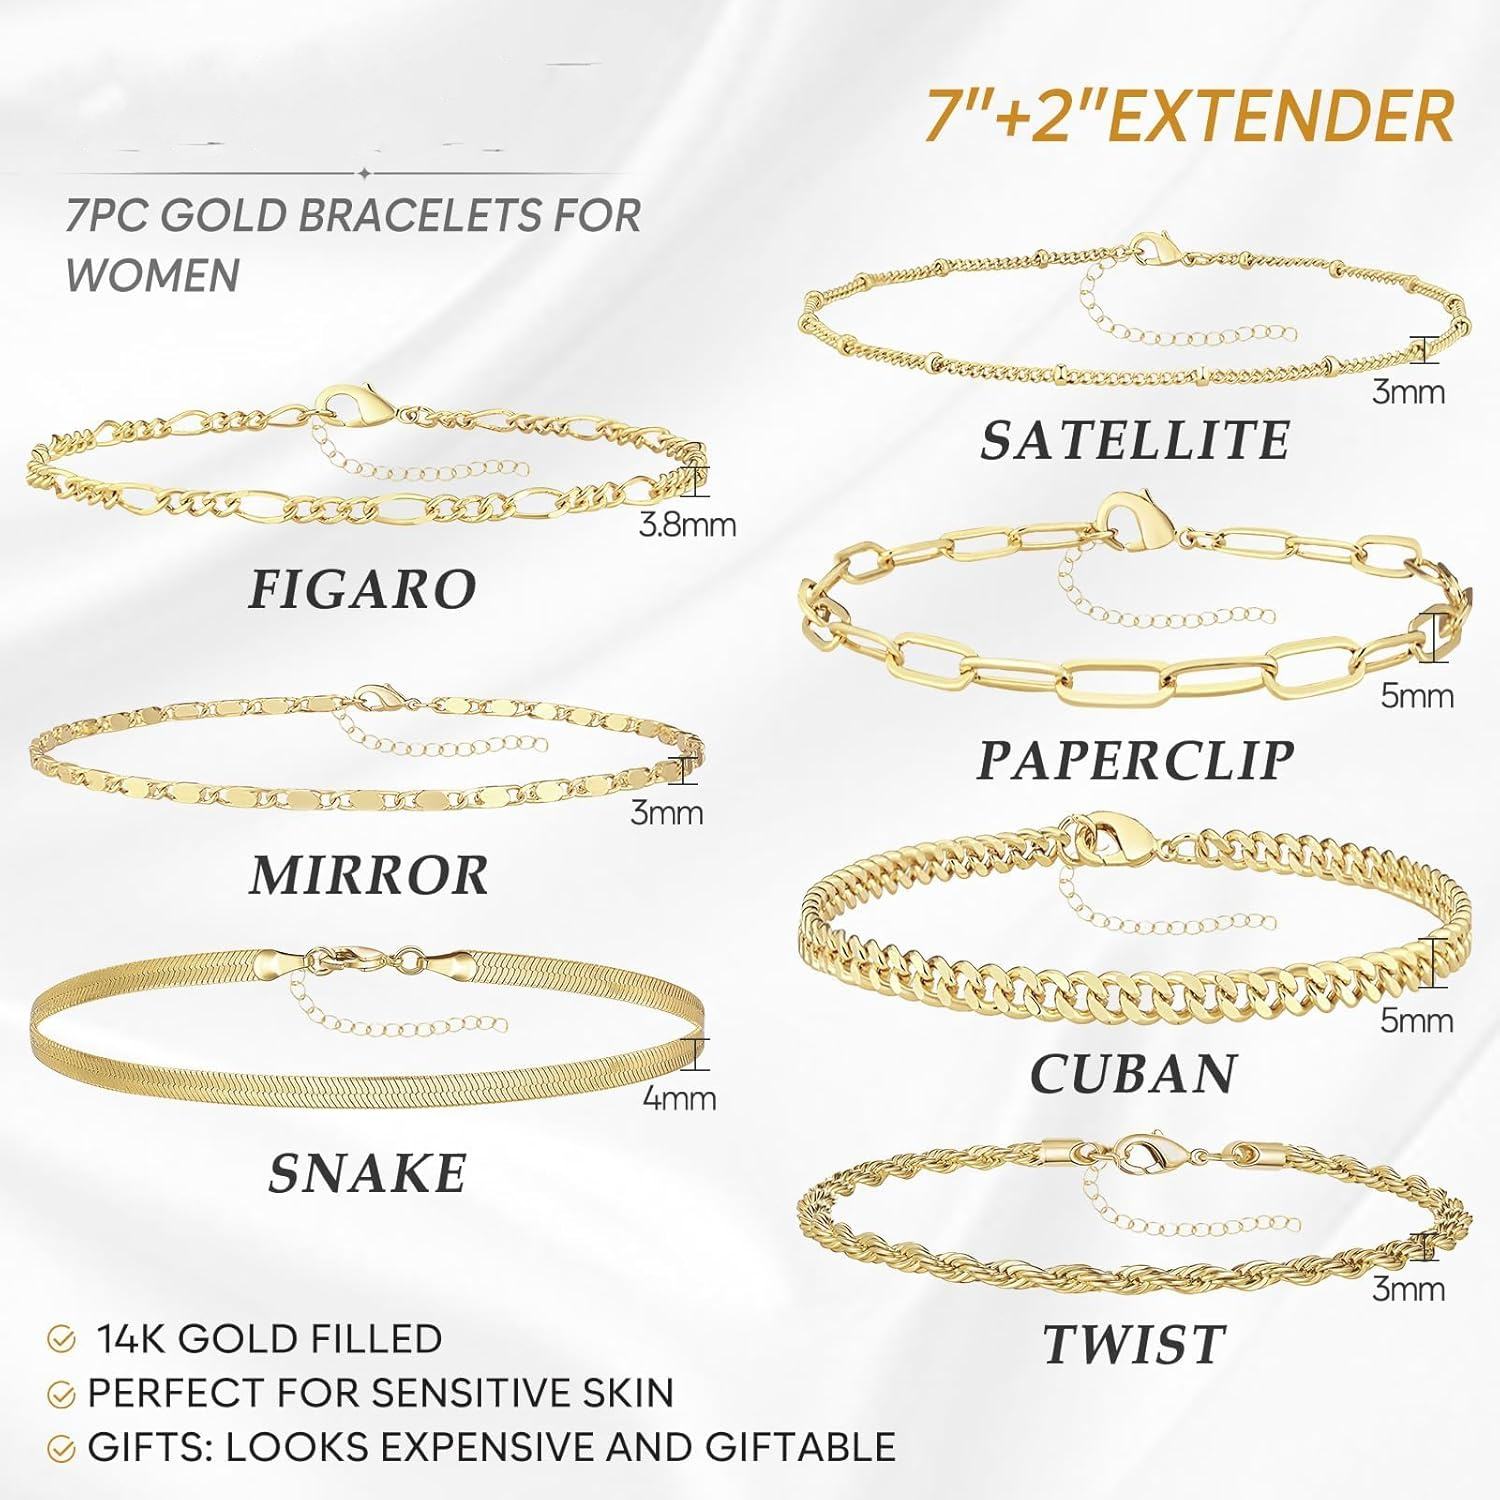 7"+2"EXTENDER
7PC GOLD BRACELETS FOR
WOMEN
3mm
SATELLITE
3.8mm
FIGARO
5mm
PAPERCLIP
3mm
MIRROR
5mm
CUBAN
4mm
SNAKE
3mm
TWIST
14K GOLD FILLED
PERFECT FOR SENSITIVE SKIN
GIFTS: LOOKS EXPENSIVE AND GIFTABLE